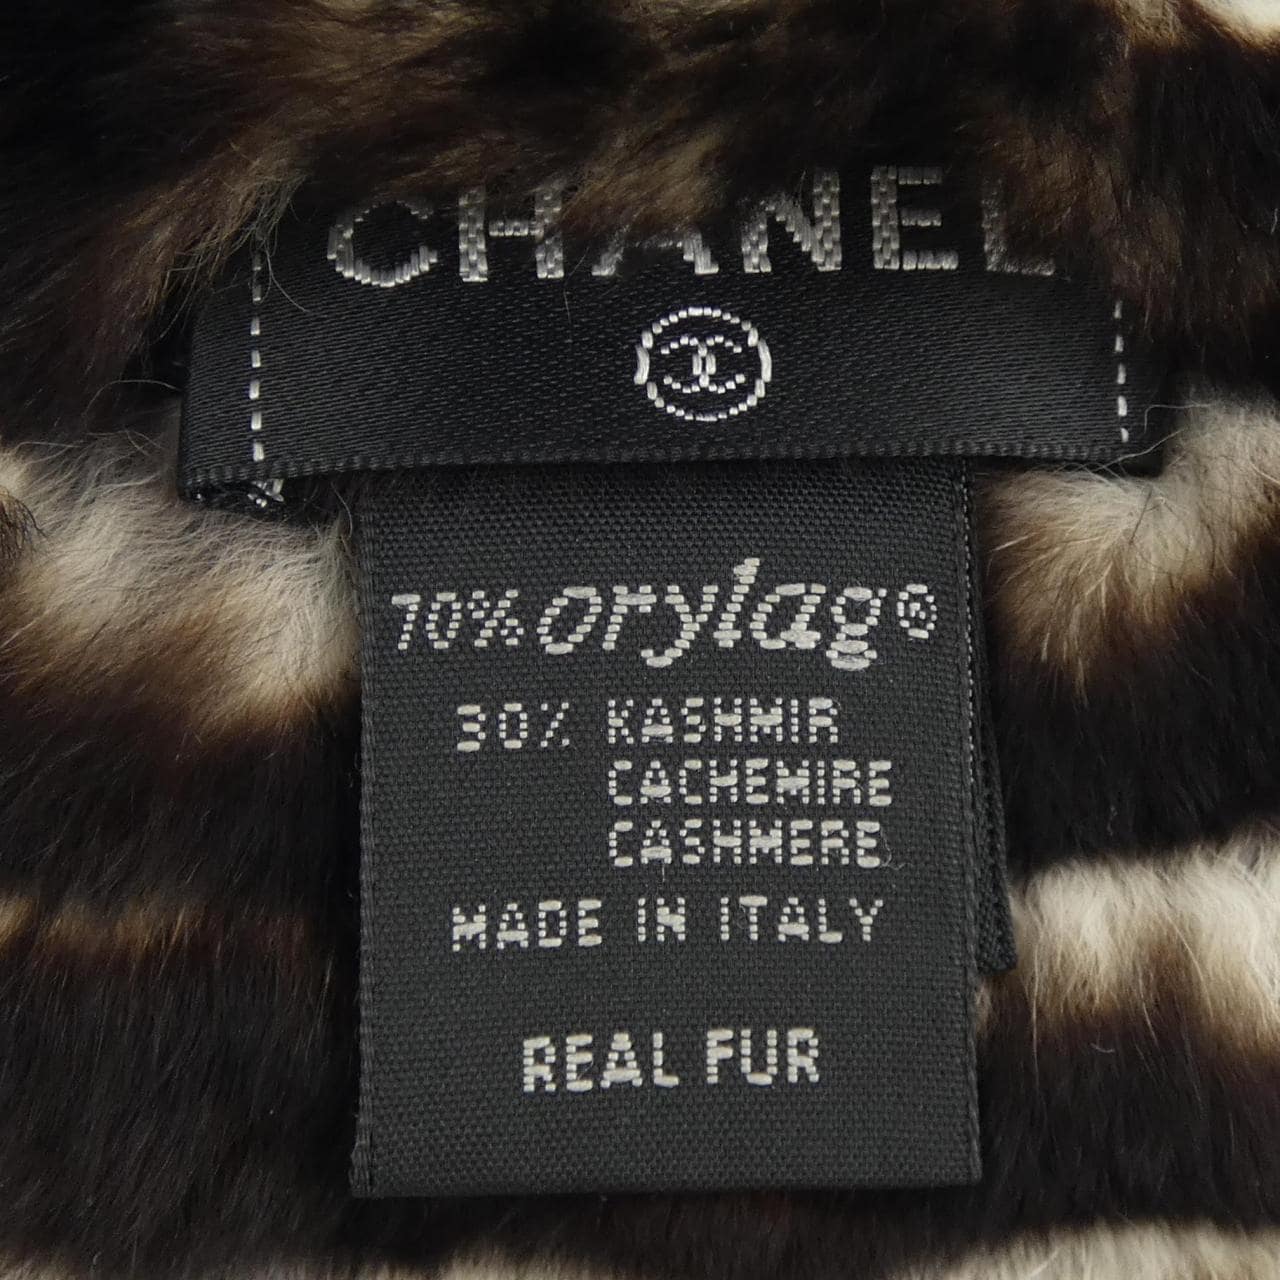 CHANEL
70% orylag®
30% KASHMIR
CACHEMIRE
CASHMERE
MADE IN ITALY
REAL FUR